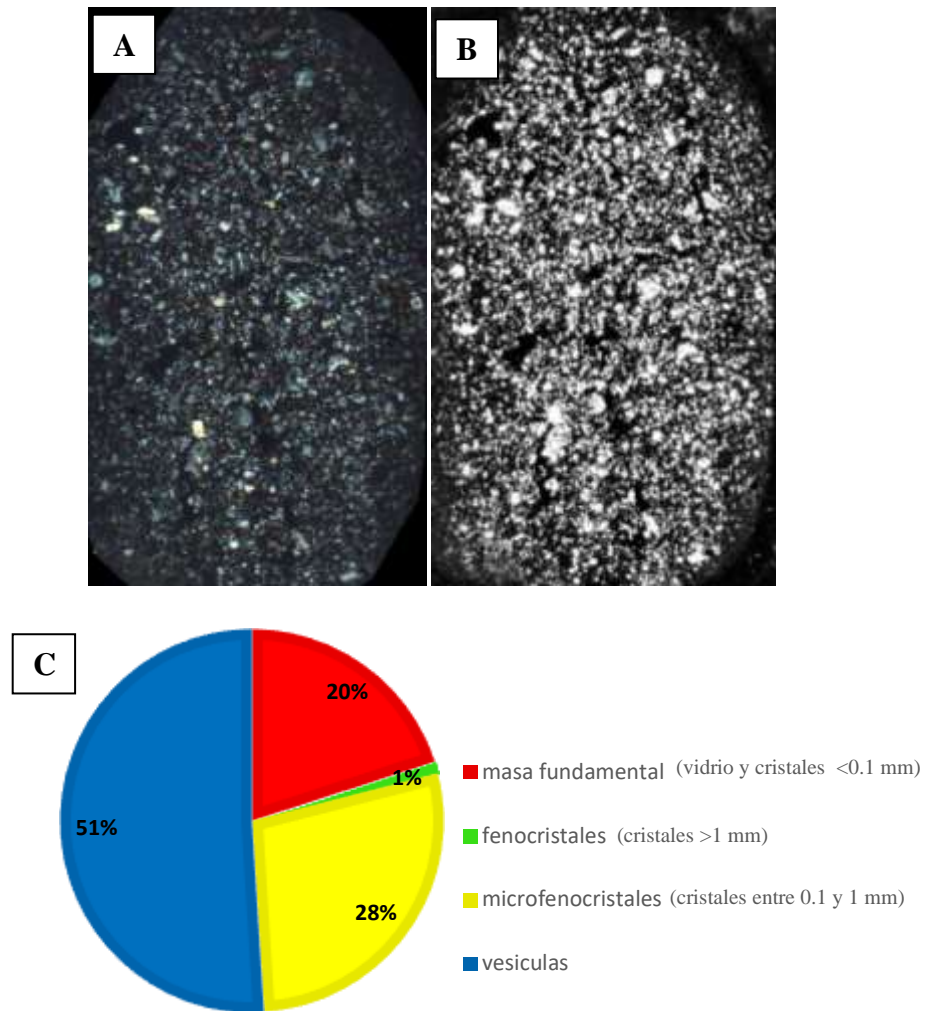 A
B
C
20%
1%
51%
28%
masa fundamental (vidrio y cristales <0.1 mm)
fenocristales (cristales >1 mm)
microfenocristales (cristales entre 0.1 y 1 mm)
vesiculas